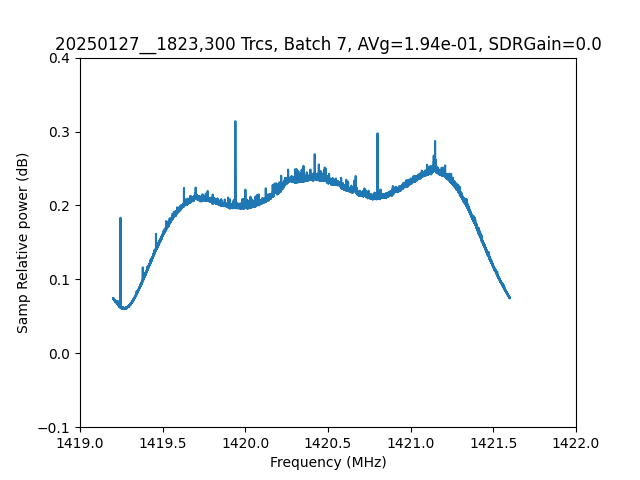 20250127__1823,300 Trcs, Batch 7, AVg=1.94e-01, SDRGain=0.0
0.4
0.3
0.2
0.1
0.0
−0.1
Samp Relative power (dB)
1419.0 1419.5 1420.0 1420.5 1421.0 1421.5 1422.0
Frequency (MHz)